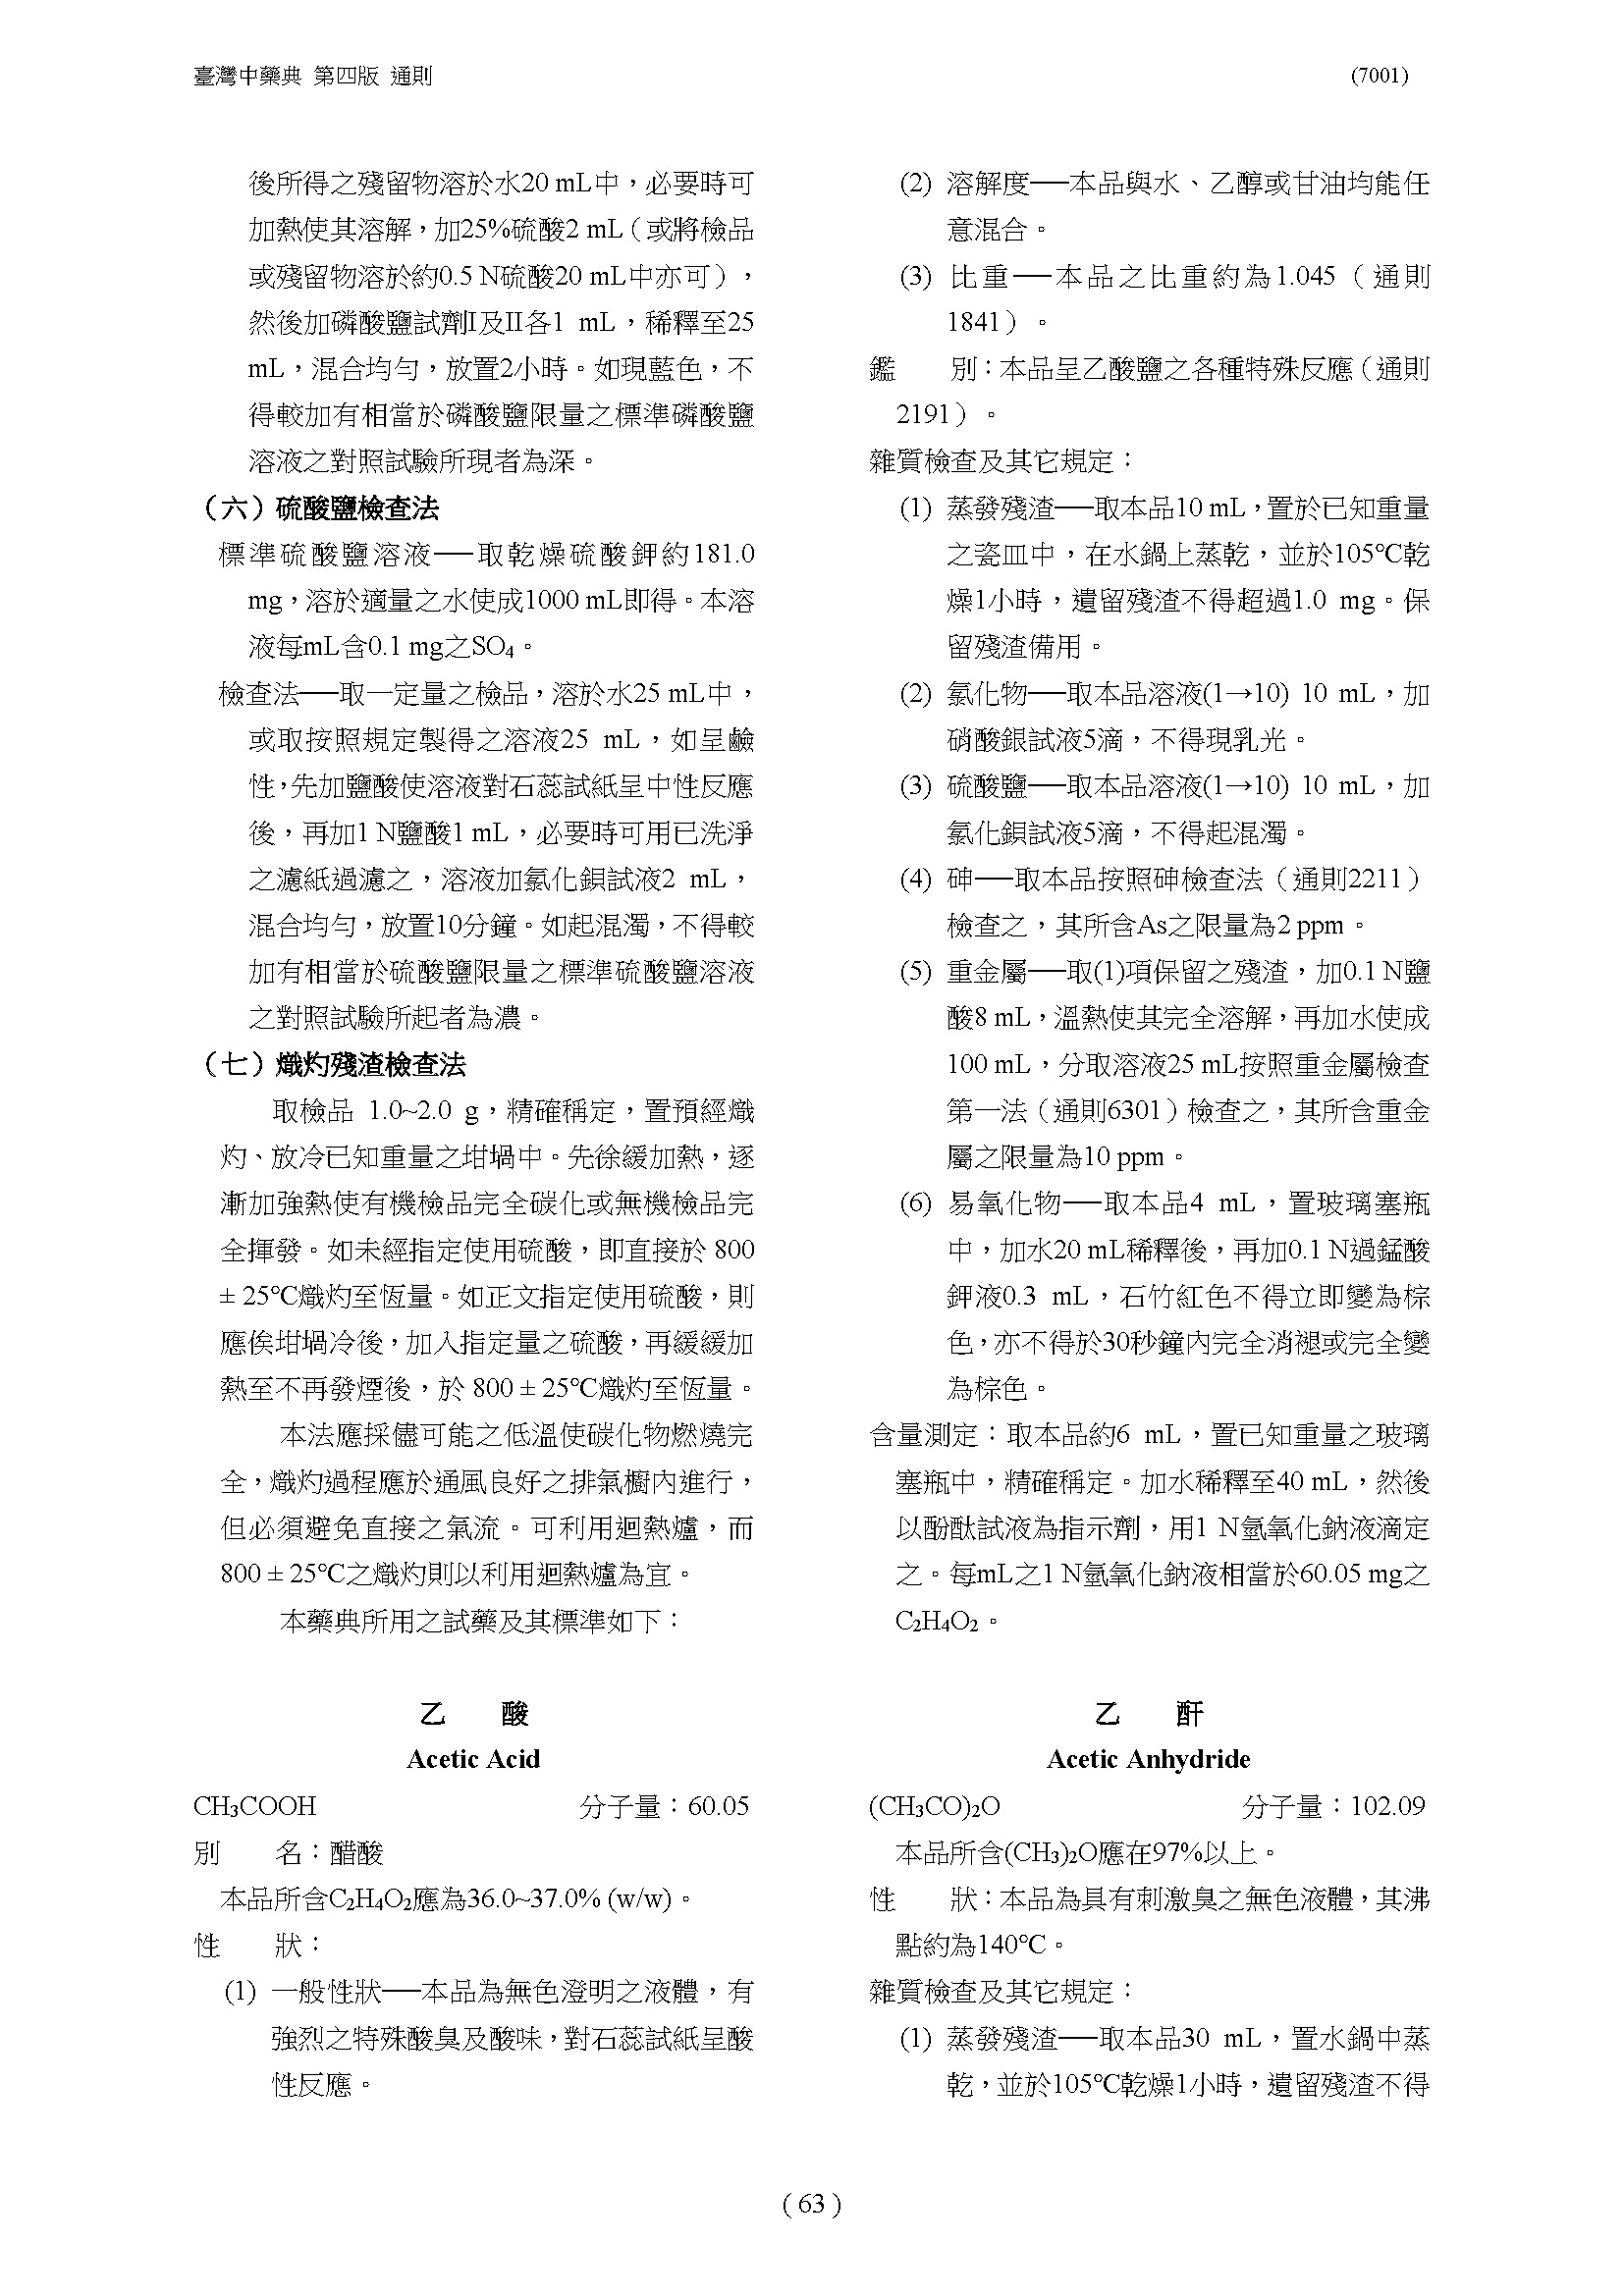 臺灣中藥典 第四版 通則
(7001)
後所得之殘留物溶於水20 mL中，必要時可
加熱使其溶解，加25%硫酸2 mL（或將檢品
或殘留物溶於約0.5 N硫酸20 mL中亦可），
然後加磷酸鹽試劑I及II各1 mL，稀釋至25
mL，混合均勻，放置2小時。如現藍色，不
得較加有相當於磷酸鹽限量之標準磷酸鹽
溶液之對照試驗所現者為深。
（六）硫酸鹽檢查法
標準硫酸鹽溶液──取乾燥硫酸鉀約181.0
mg，溶於適量之水使成1000 mL即得。本溶
液每mL含0.1 mg之SO₄。
檢查法──取一定量之檢品，溶於水25 mL中，
或取按照規定製得之溶液25 mL，如呈鹼
性，先加鹽酸使溶液對石蕊試紙呈中性反應
後，再加1 N鹽酸1 mL，必要時可用已洗淨
之濾紙過濾之，溶液加氯化鋇試液2 mL，
混合均勻，放置10分鐘。如起混濁，不得較
加有相當於硫酸鹽限量之標準硫酸鹽溶液
之對照試驗所起者為濃。
（七）熾灼殘渣檢查法
取檢品 1.0~2.0 g，精確稱定，置預經熾
灼、放冷已知重量之坩堝中。先徐緩加熱，逐
漸加強熱使有機檢品完全碳化或無機檢品完
全揮發。如未經指定使用硫酸，即直接於 800
± 25℃熾灼至恆量。如正文指定使用硫酸，則
應俟坩堝冷後，加入指定量之硫酸，再緩緩加
熱至不再發煙後，於 800 ± 25℃熾灼至恆量。
本法應採儘可能之低溫使碳化物燃燒完
全，熾灼過程應於通風良好之排氣櫥內進行，
但必須避免直接之氣流。可利用迴熱爐，而
800 ± 25℃之熾灼則以利用迴熱爐為宜。
本藥典所用之試藥及其標準如下：
乙　　酸
Acetic Acid
CH₃COOH 分子量：60.05
別　　名：醋酸
本品所含C₂H₄O₂應為36.0~37.0% (w/w)。
性　　狀：
(1) 一般性狀──本品為無色澄明之液體，有
強烈之特殊酸臭及酸味，對石蕊試紙呈酸
性反應。
(2) 溶解度──本品與水、乙醇或甘油均能任
意混合。
(3) 比重──本品之比重約為1.045（通則
1841）。
鑑　　別：本品呈乙酸鹽之各種特殊反應（通則
2191）。
雜質檢查及其它規定：
(1) 蒸發殘渣──取本品10 mL，置於已知重量
之瓷皿中，在水鍋上蒸乾，並於105℃乾
燥1小時，遺留殘渣不得超過1.0 mg。保
留殘渣備用。
(2) 氯化物──取本品溶液(1→10) 10 mL，加
硝酸銀試液5滴，不得現乳光。
(3) 硫酸鹽──取本品溶液(1→10) 10 mL，加
氯化鋇試液5滴，不得起混濁。
(4) 砷──取本品按照砷檢查法（通則2211）
檢查之，其所含As之限量為2 ppm。
(5) 重金屬──取(1)項保留之殘渣，加0.1 N鹽
酸8 mL，溫熱使其完全溶解，再加水使成
100 mL，分取溶液25 mL按照重金屬檢查
第一法（通則6301）檢查之，其所含重金
屬之限量為10 ppm。
(6) 易氧化物──取本品4 mL，置玻璃塞瓶
中，加水20 mL稀釋後，再加0.1 N過錳酸
鉀液0.3 mL，石竹紅色不得立即變為棕
色，亦不得於30秒鐘內完全消褪或完全變
為棕色。
含量測定：取本品約6 mL，置已知重量之玻璃
塞瓶中，精確稱定。加水稀釋至40 mL，然後
以酚酞試液為指示劑，用1 N氫氧化鈉液滴定
之。每mL之1 N氫氧化鈉液相當於60.05 mg之
C₂H₄O₂。
乙　　酐
Acetic Anhydride
(CH₃CO)₂O 分子量：102.09
本品所含(CH₃)₂O應在97%以上。
性　　狀：本品為具有刺激臭之無色液體，其沸
點約為140℃。
雜質檢查及其它規定：
(1) 蒸發殘渣──取本品30 mL，置水鍋中蒸
乾，並於105℃乾燥1小時，遺留殘渣不得
( 63 )